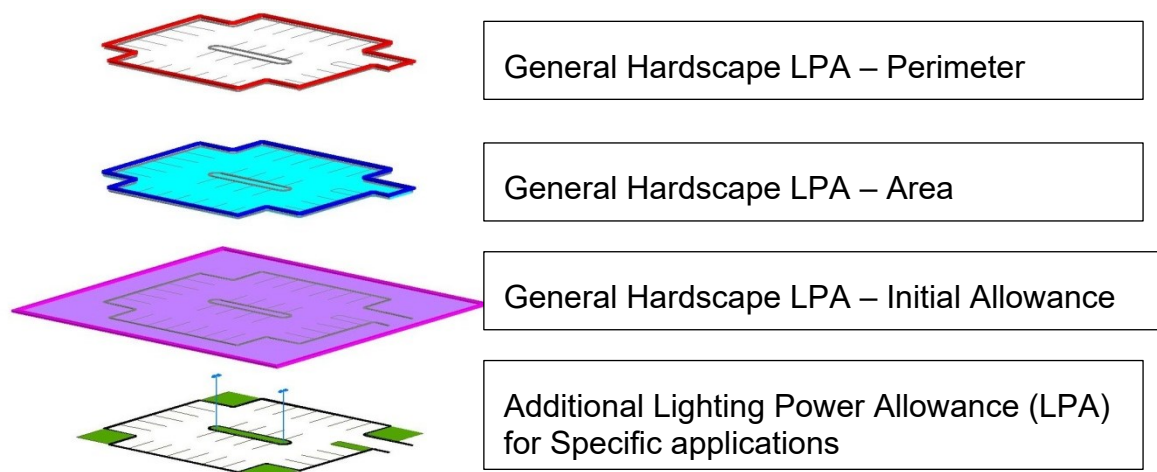 General Hardscape LPA – Perimeter
General Hardscape LPA – Area
General Hardscape LPA – Initial Allowance
Additional Lighting Power Allowance (LPA)
for Specific applications